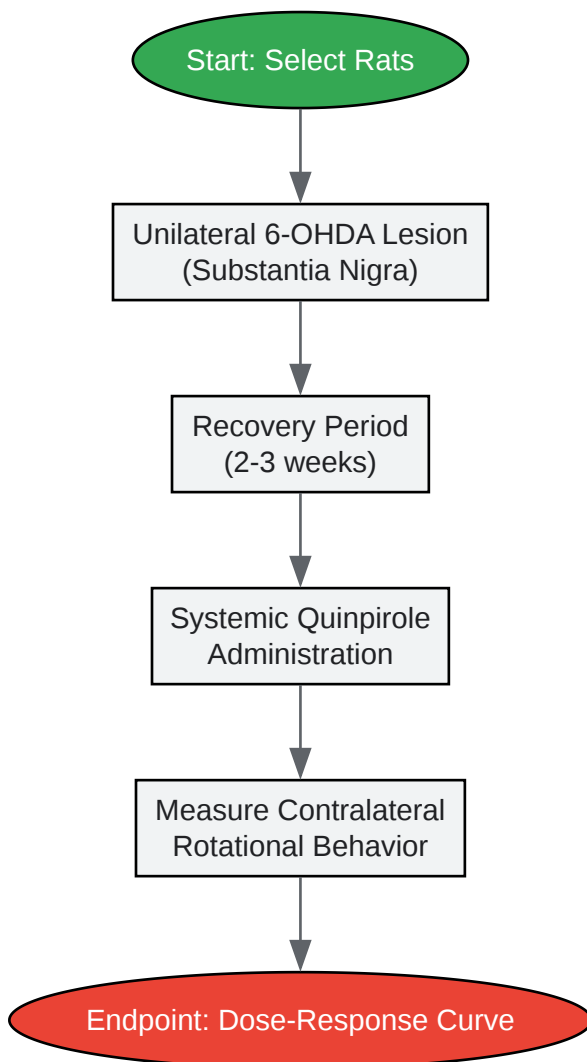 Start: Select Rats
Unilateral 6-OHDA Lesion
(Substantia Nigra)
Recovery Period
(2-3 weeks)
Systemic Quinpirole
Administration
Measure Contralateral
Rotational Behavior
Endpoint: Dose-Response Curve